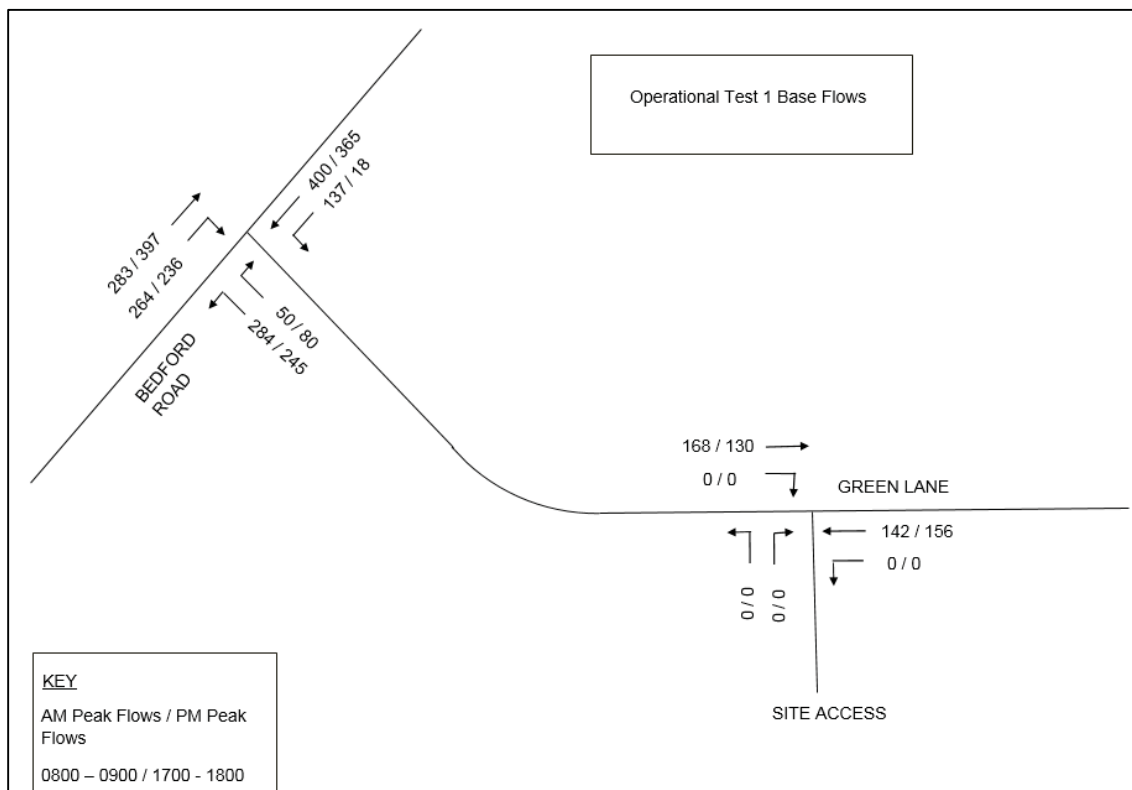 Operational Test 1 Base Flows
400 / 365
137 / 18
283 / 397
264 / 236
50 / 80
284 / 245
BEDFORD
ROAD
168 / 130
0 / 0
GREEN LANE
142 / 156
0 / 0
0 / 0
0 / 0
SITE ACCESS
KEY
AM Peak Flows / PM Peak
Flows
0800 – 0900 / 1700 - 1800